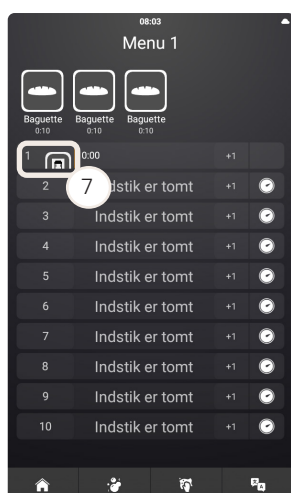 08:03
Menu 1
Baguette Baguette Baguette
0:10 0:10 0:10
1 0:00 +1
2 7 Indstik er tomt +1
3 Indstik er tomt +1
4 Indstik er tomt +1
5 Indstik er tomt +1
6 Indstik er tomt +1
7 Indstik er tomt +1
8 Indstik er tomt +1
9 Indstik er tomt +1
10 Indstik er tomt +1